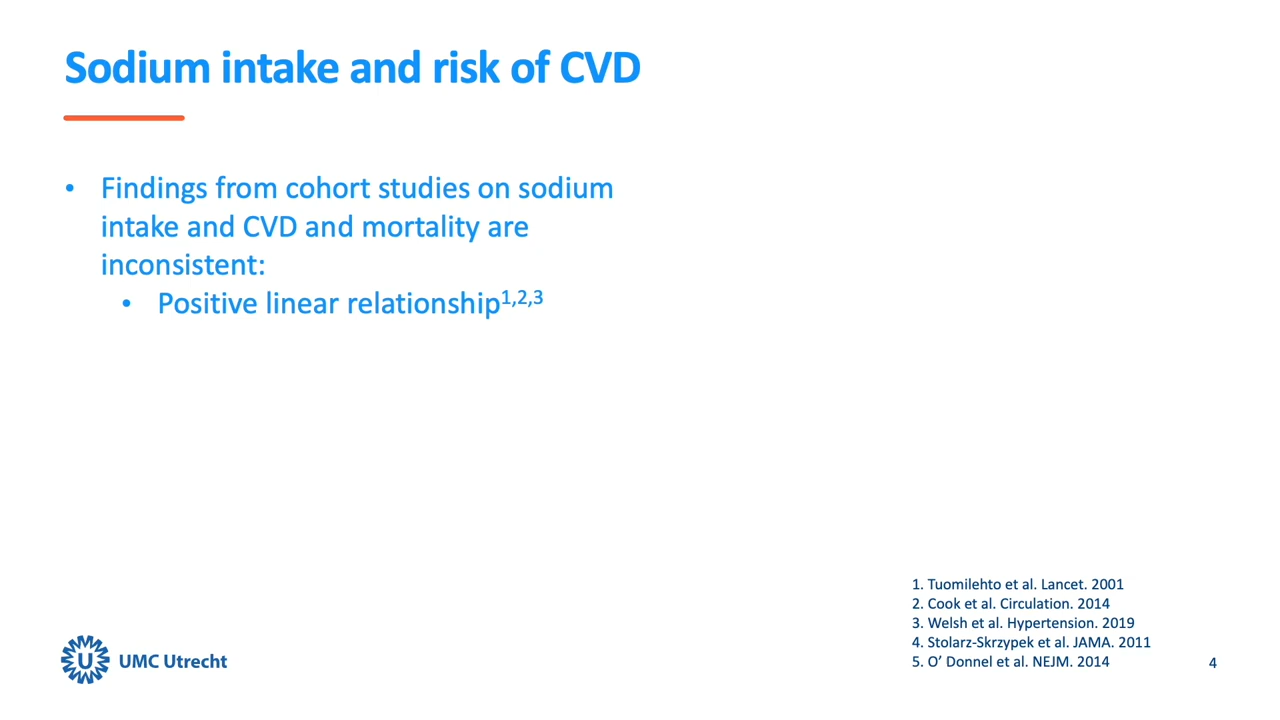 Sodium intake and risk of CVD
• Findings from cohort studies on sodium
intake and CVD and mortality are
inconsistent:
• Positive linear relationship1,2,3
1. Tuomilehto et al. Lancet. 2001
2. Cook et al. Circulation. 2014
3. Welsh et al. Hypertension. 2019
4. Stolarz-Skrzypek et al. JAMA. 2011
5. O’ Donnel et al. NEJM. 2014
U UMC Utrecht
4